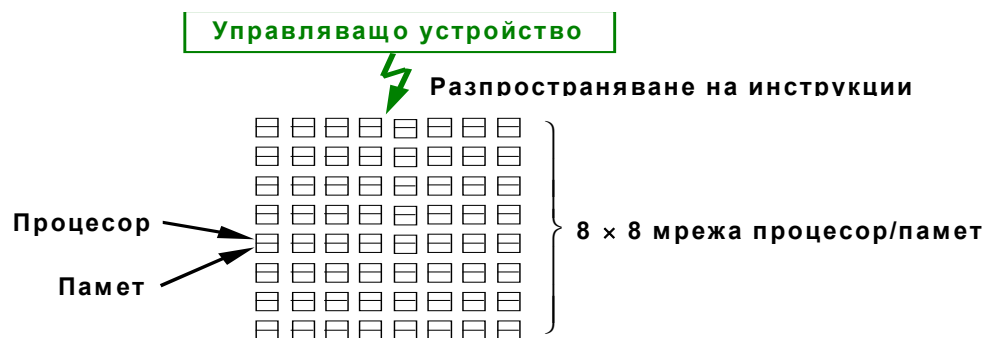 Управляващо устройство
Разпространяване на инструкции
Процесор
8 × 8 мрежа процесор/памет
Памет